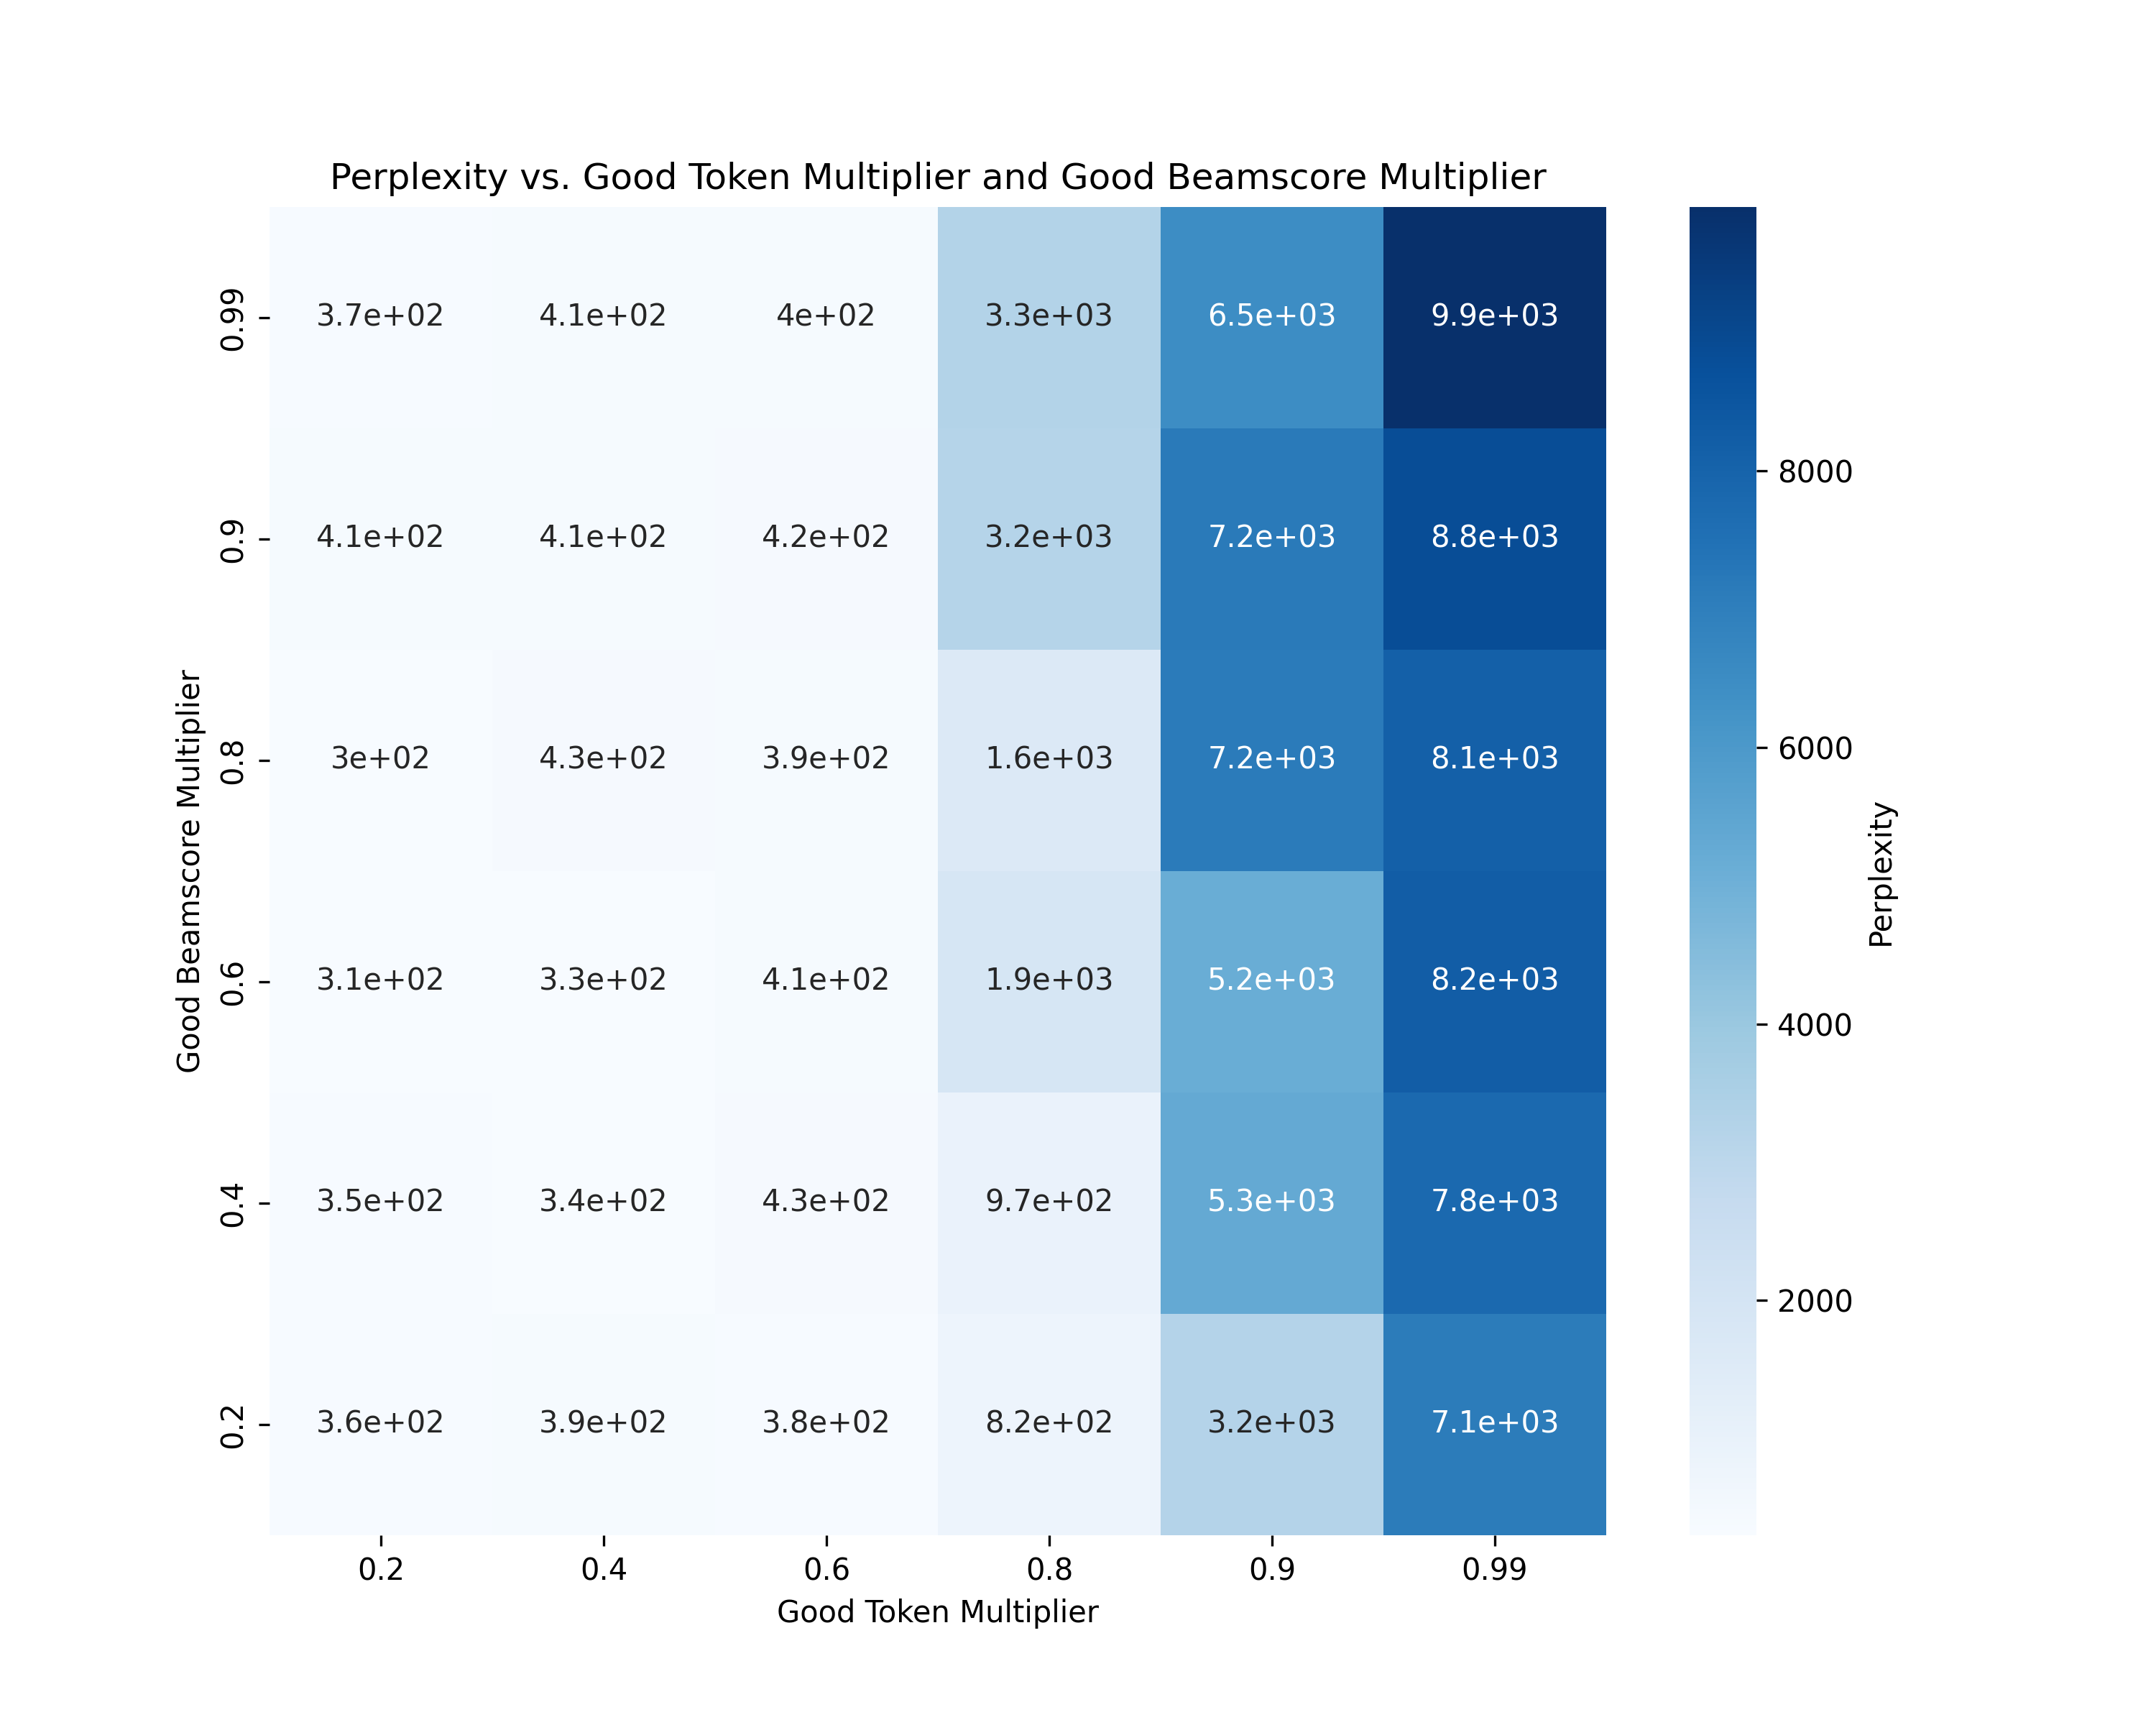 Perplexity vs. Good Token Multiplier and Good Beamscore Multiplier
Good Beamscore Multiplier
0.99 3.7e+02 4.1e+02 4e+02 3.3e+03 6.5e+03 9.9e+03
0.9 4.1e+02 4.1e+02 4.2e+02 3.2e+03 7.2e+03 8.8e+03
0.8 3e+02 4.3e+02 3.9e+02 1.6e+03 7.2e+03 8.1e+03
0.6 3.1e+02 3.3e+02 4.1e+02 1.9e+03 5.2e+03 8.2e+03
0.4 3.5e+02 3.4e+02 4.3e+02 9.7e+02 5.3e+03 7.8e+03
0.2 3.6e+02 3.9e+02 3.8e+02 8.2e+02 3.2e+03 7.1e+03
0.2 0.4 0.6 0.8 0.9 0.99
Good Token Multiplier
8000
6000
4000
2000
Perplexity